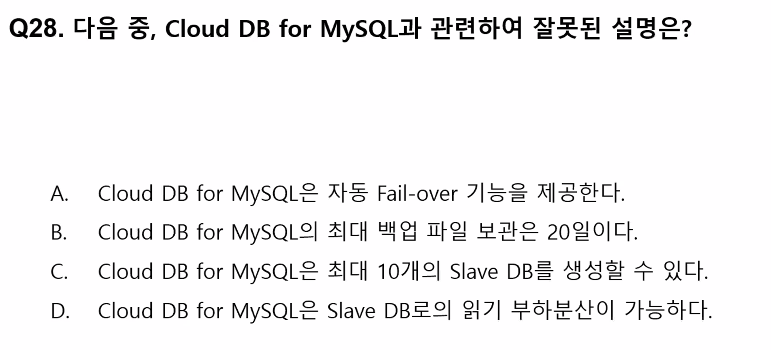 Q28. 다음 중, Cloud DB for MySQL과 관련하여 잘못된 설명은?
A. Cloud DB for MySQL은 자동 Fail-over 기능을 제공한다.
B. Cloud DB for MySQL의 최대 백업 파일 보관은 20일이다.
C. Cloud DB for MySQL은 최대 10개의 Slave DB를 생성할 수 있다.
D. Cloud DB for MySQL은 Slave DB로의 읽기 부하분산이 가능하다.